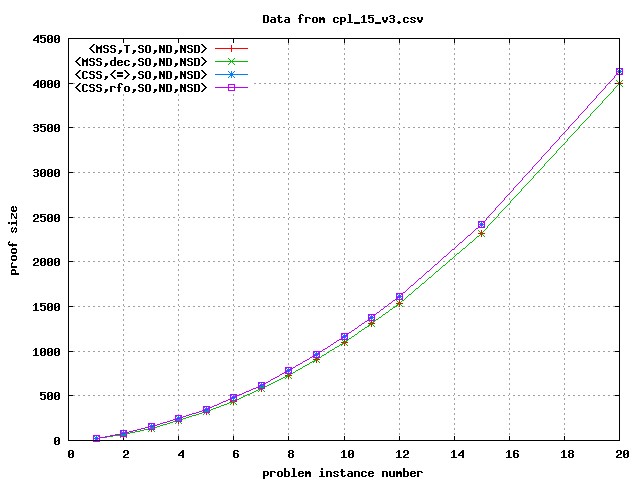 Data from cpl_15_v3.csv
<MSS,T,SO,ND,NSD>
<MSS,dec,SO,ND,NSD>
<CSS,<=>,SO,ND,NSD>
<CSS,rfo,SO,ND,NSD>
4500
4000
3500
3000
2500
2000
1500
1000
500
0
proof size
0 2 4 6 8 10 12 14 16 18 20
problem instance number